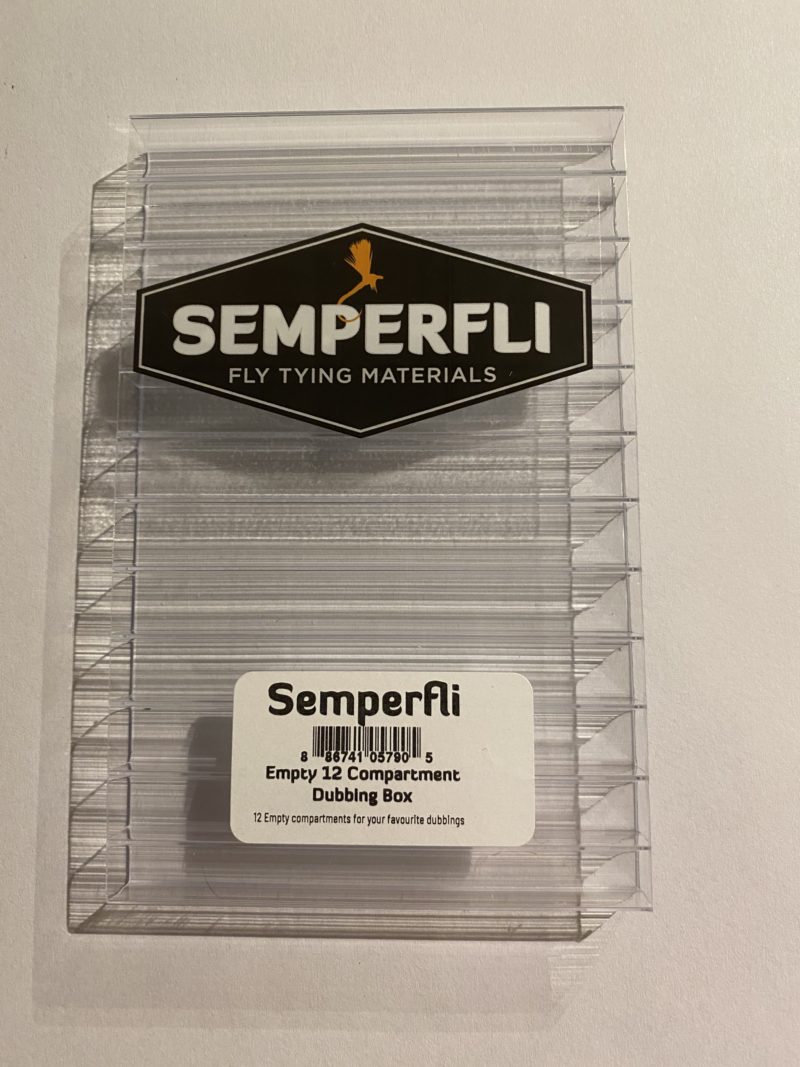 SEMPERFLI
FLY TYING MATERIALS
Semperfli
8 86741 05790 5
Empty 12 Compartment
Dubbing Box
12 Empty compartments for your favourite dubbings